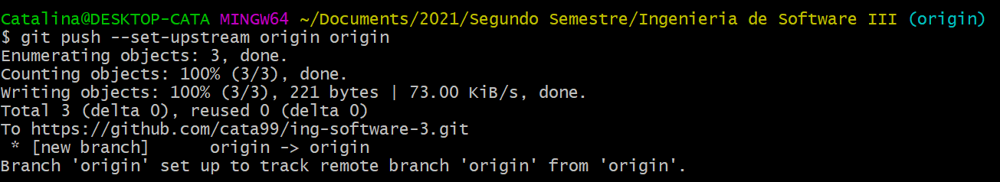 Catalina@DESKTOP-CATA MINGW64 ~/Documents/2021/Segundo Semestre/Ingenieria de Software III (origin)
$ git push --set-upstream origin origin
Enumerating objects: 3, done.
Counting objects: 100% (3/3), done.
Writing objects: 100% (3/3), 221 bytes | 73.00 KiB/s, done.
Total 3 (delta 0), reused 0 (delta 0)
To https://github.com/cata99/ing-software-3.git
 * [new branch]      origin -> origin
Branch 'origin' set up to track remote branch 'origin' from 'origin'.